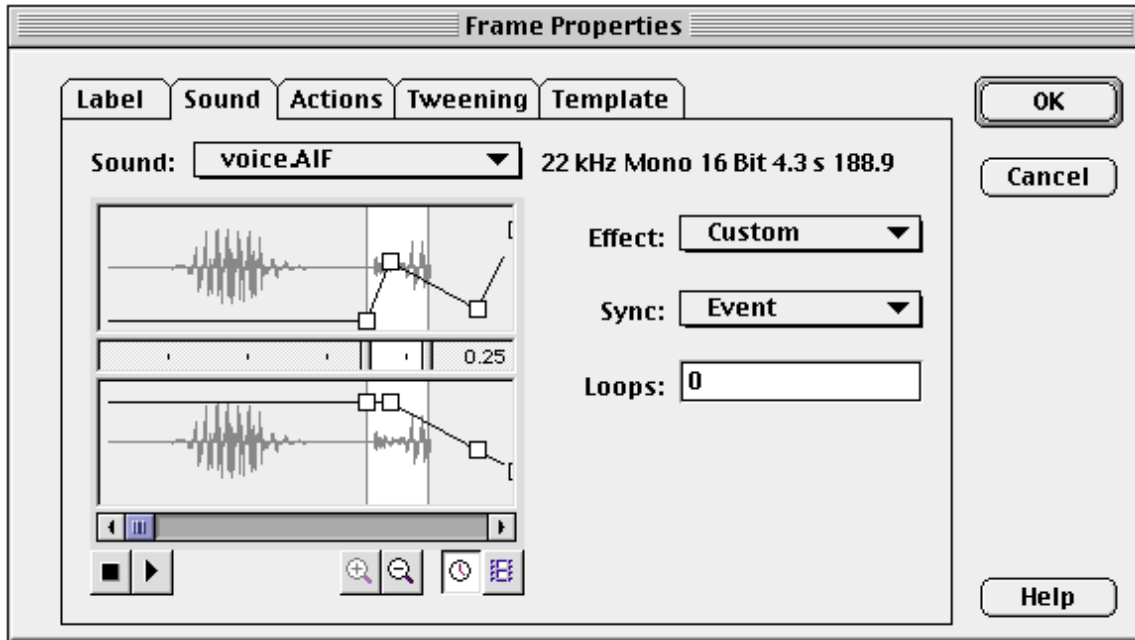 Frame Properties
Label Sound Actions Tweening Template
OK
Sound: voice.AIF 22 kHz Mono 16 Bit 4.3 s 188.9
Cancel
Effect: Custom
Sync: Event
0.25
Loops: 0
Help